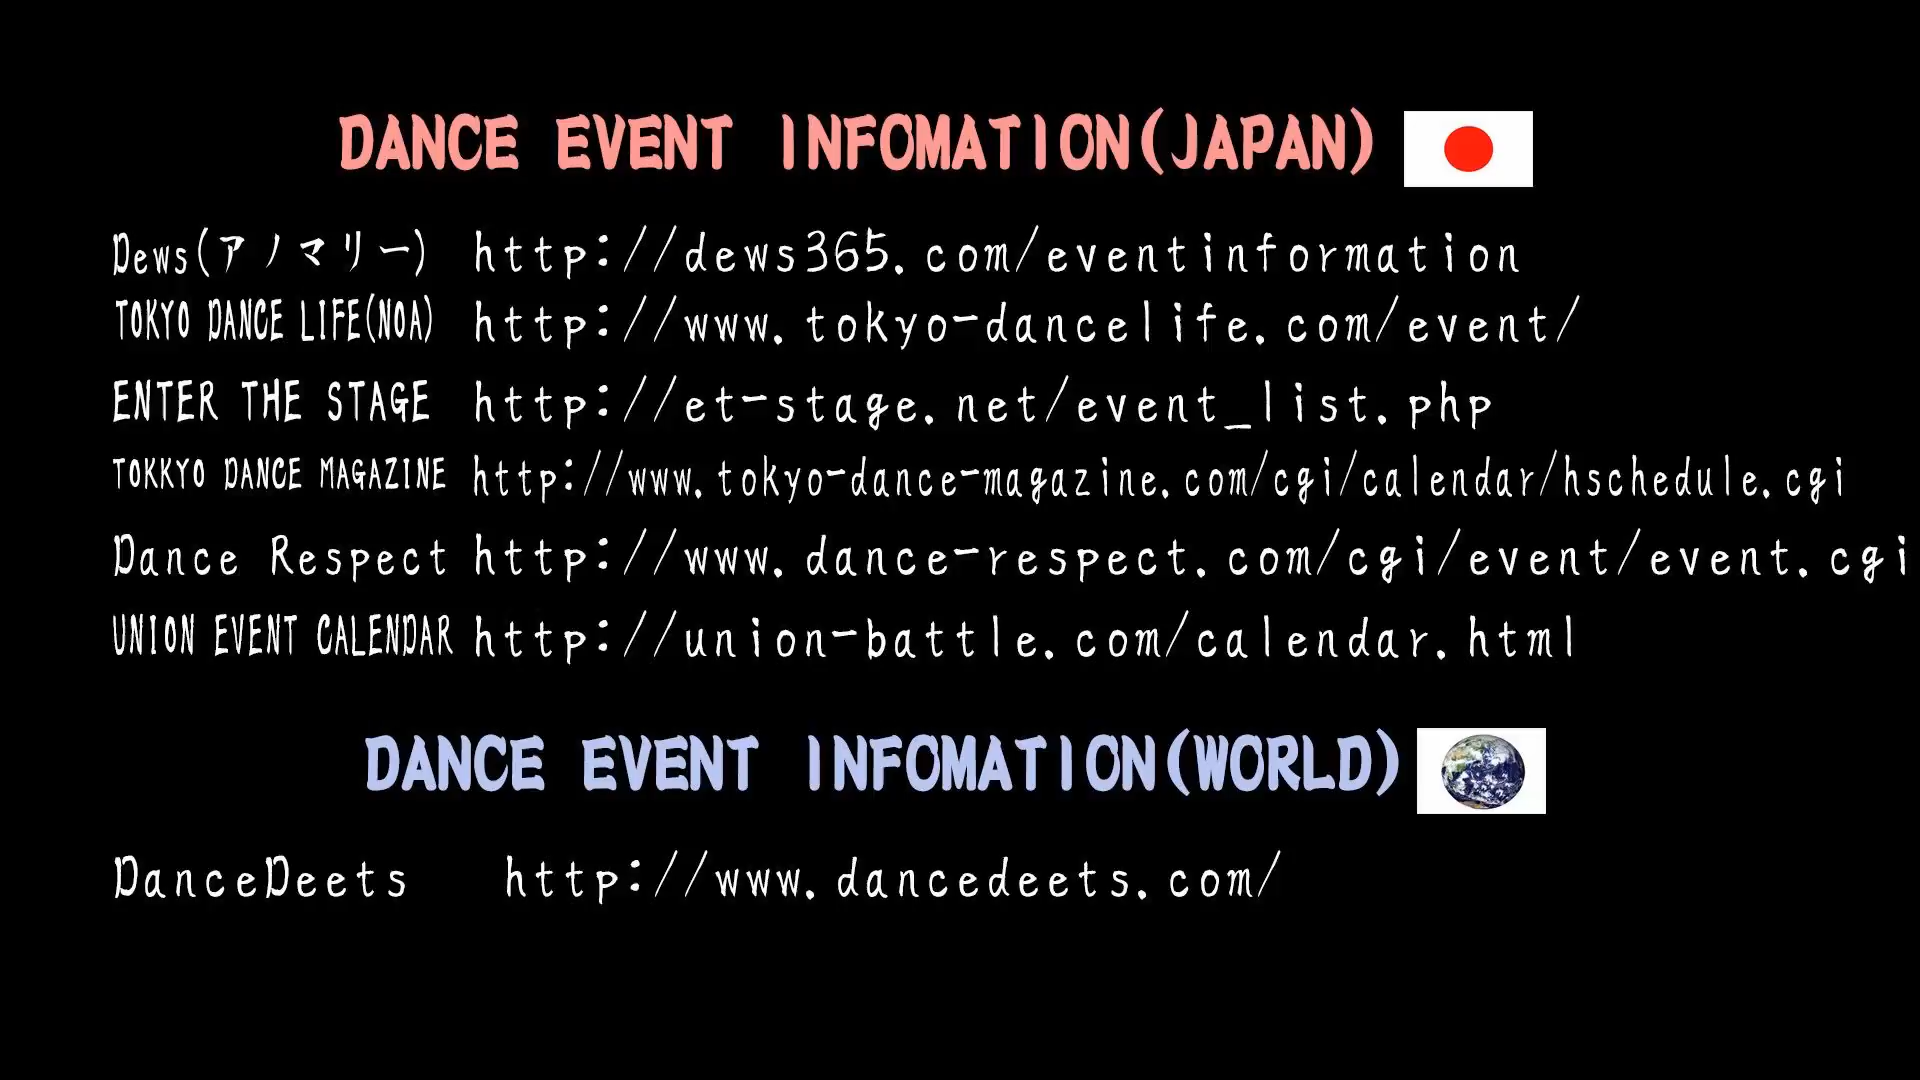 DANCE EVENT INFOMATION(JAPAN)
Dews(アノマリー) http://dews365.com/eventinformation
TOKYO DANCE LIFE(NOA) http://www.tokyo-dancelife.com/event/
ENTER THE STAGE http://et-stage.net/event_list.php
TOKKYO DANCE MAGAZINE http://www.tokyo-dance-magazine.com/cgi/calendar/hschedule.cgi
Dance Respect http://www.dance-respect.com/cgi/event/event.cgi
UNION EVENT CALENDAR http://union-battle.com/calendar.html
DANCE EVENT INFOMATION(WORLD)
DanceDeets http://www.dancedeets.com/